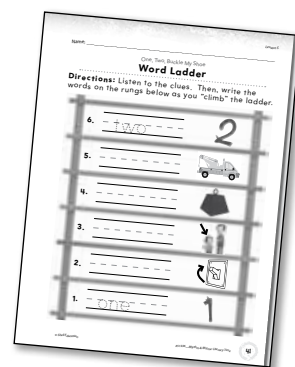 Name:
One, Two, Buckle My Shoe
Word Ladder
Directions: Listen to the clues. Then, write the
words on the rungs below as you "climb" the ladder.
6. two 2
5.
4.
3.
2.
1. one 1